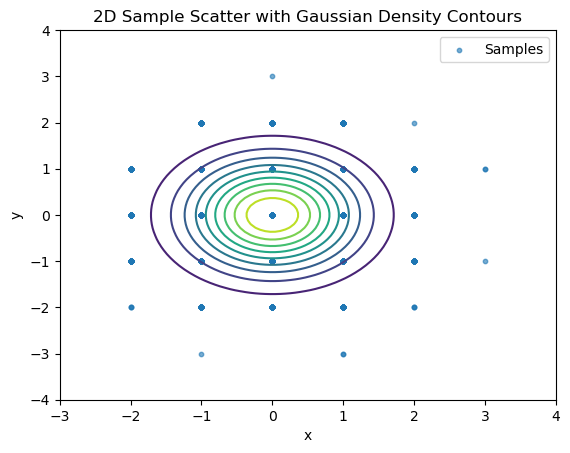 2D Sample Scatter with Gaussian Density Contours
Samples
4
3
2
1
0
−1
−2
−3
−4
y
−3 −2 −1 0 1 2 3 4
x